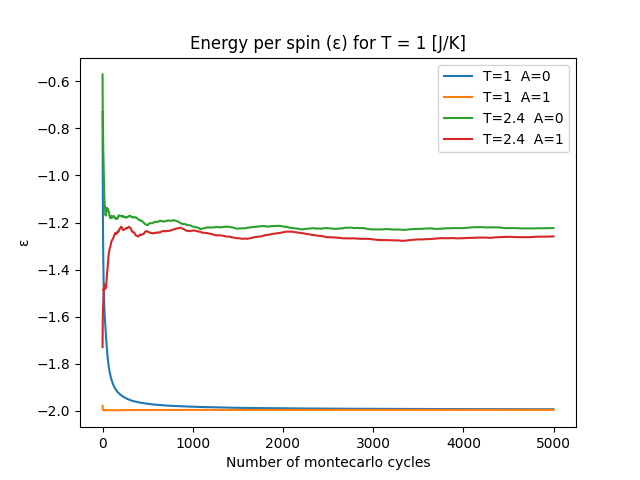 Energy per spin (ε) for T = 1 [J/K]
T=1  A=0
T=1  A=1
T=2.4  A=0
T=2.4  A=1
−0.6
−0.8
−1.0
−1.2
−1.4
−1.6
−1.8
−2.0
ε
0 1000 2000 3000 4000 5000
Number of montecarlo cycles